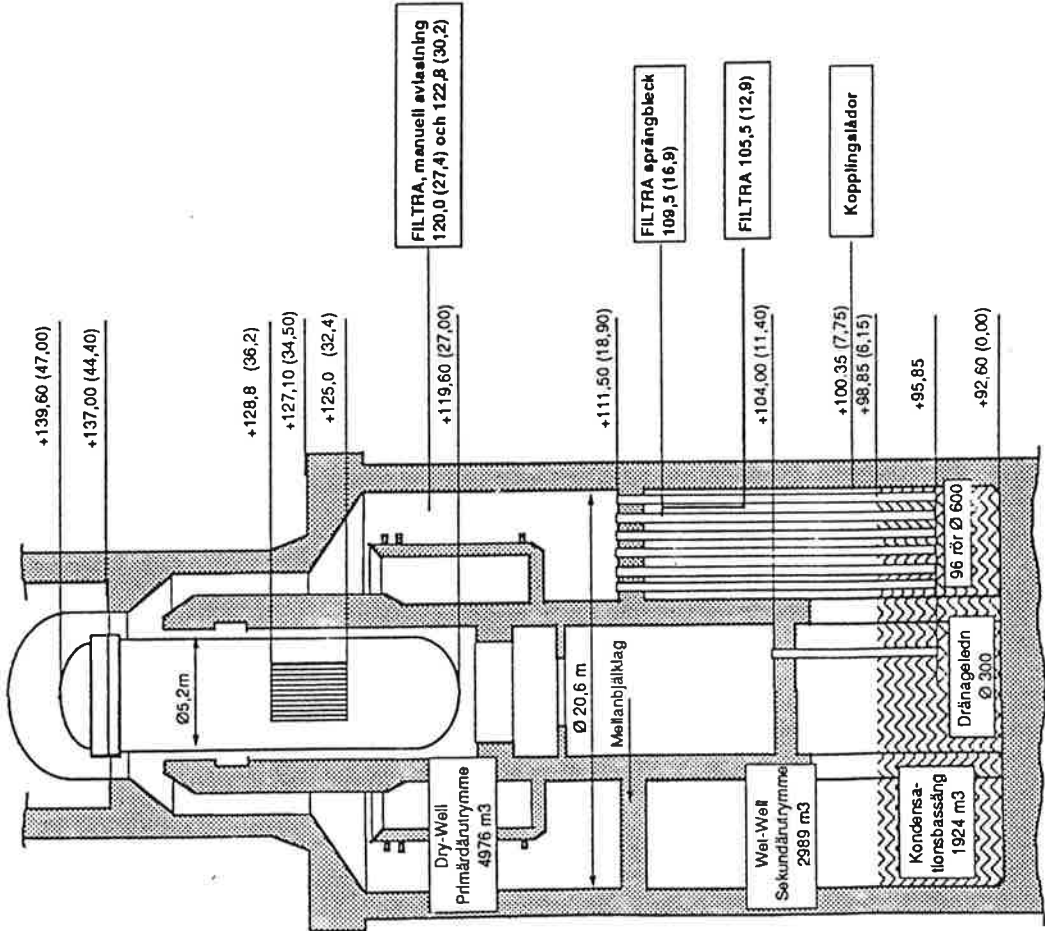 +139,60 (47,00)
+137,00 (44,40)
+128,8 (36,2)
+127,10 (34,50)
+125,0 (32,4)
FILTRA, manuell avlastning
120,0 (27,4) och 122,8 (30,2)
+119,60 (27,00)
+111,50 (18,90)
FILTRA sprängbleck
109,5 (16,9)
FILTRA 105,5 (12,9)
+104,00 (11,40)
Kopplingslådor
+100,35 (7,75)
+98,85 (6,15)
+95,85
+92,60 (0,00)
Ø5,2m
Ø 20,6 m
Mellanbjälklag
Dry-Well
Primärdärutrymme
4976 m3
Wet-Well
Sekundärutrymme
2989 m3
Kondensa-
tionsbassäng
1924 m3
Dränageledn
Ø 300
96 rör Ø 600